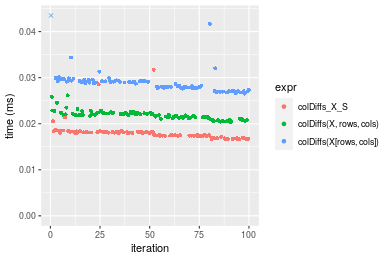 0.04
0.03
0.02
0.01
0.00
time (ms)
0
25
50
75
100
iteration
expr
colDiffs_X_S
colDiffs(X, rows, cols)
colDiffs(X[rows, cols])